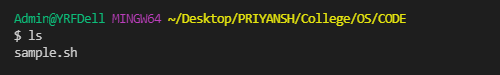 Admin@YRFDell MINGW64 ~/Desktop/PRIYANSH/College/OS/CODE
$ ls
sample.sh